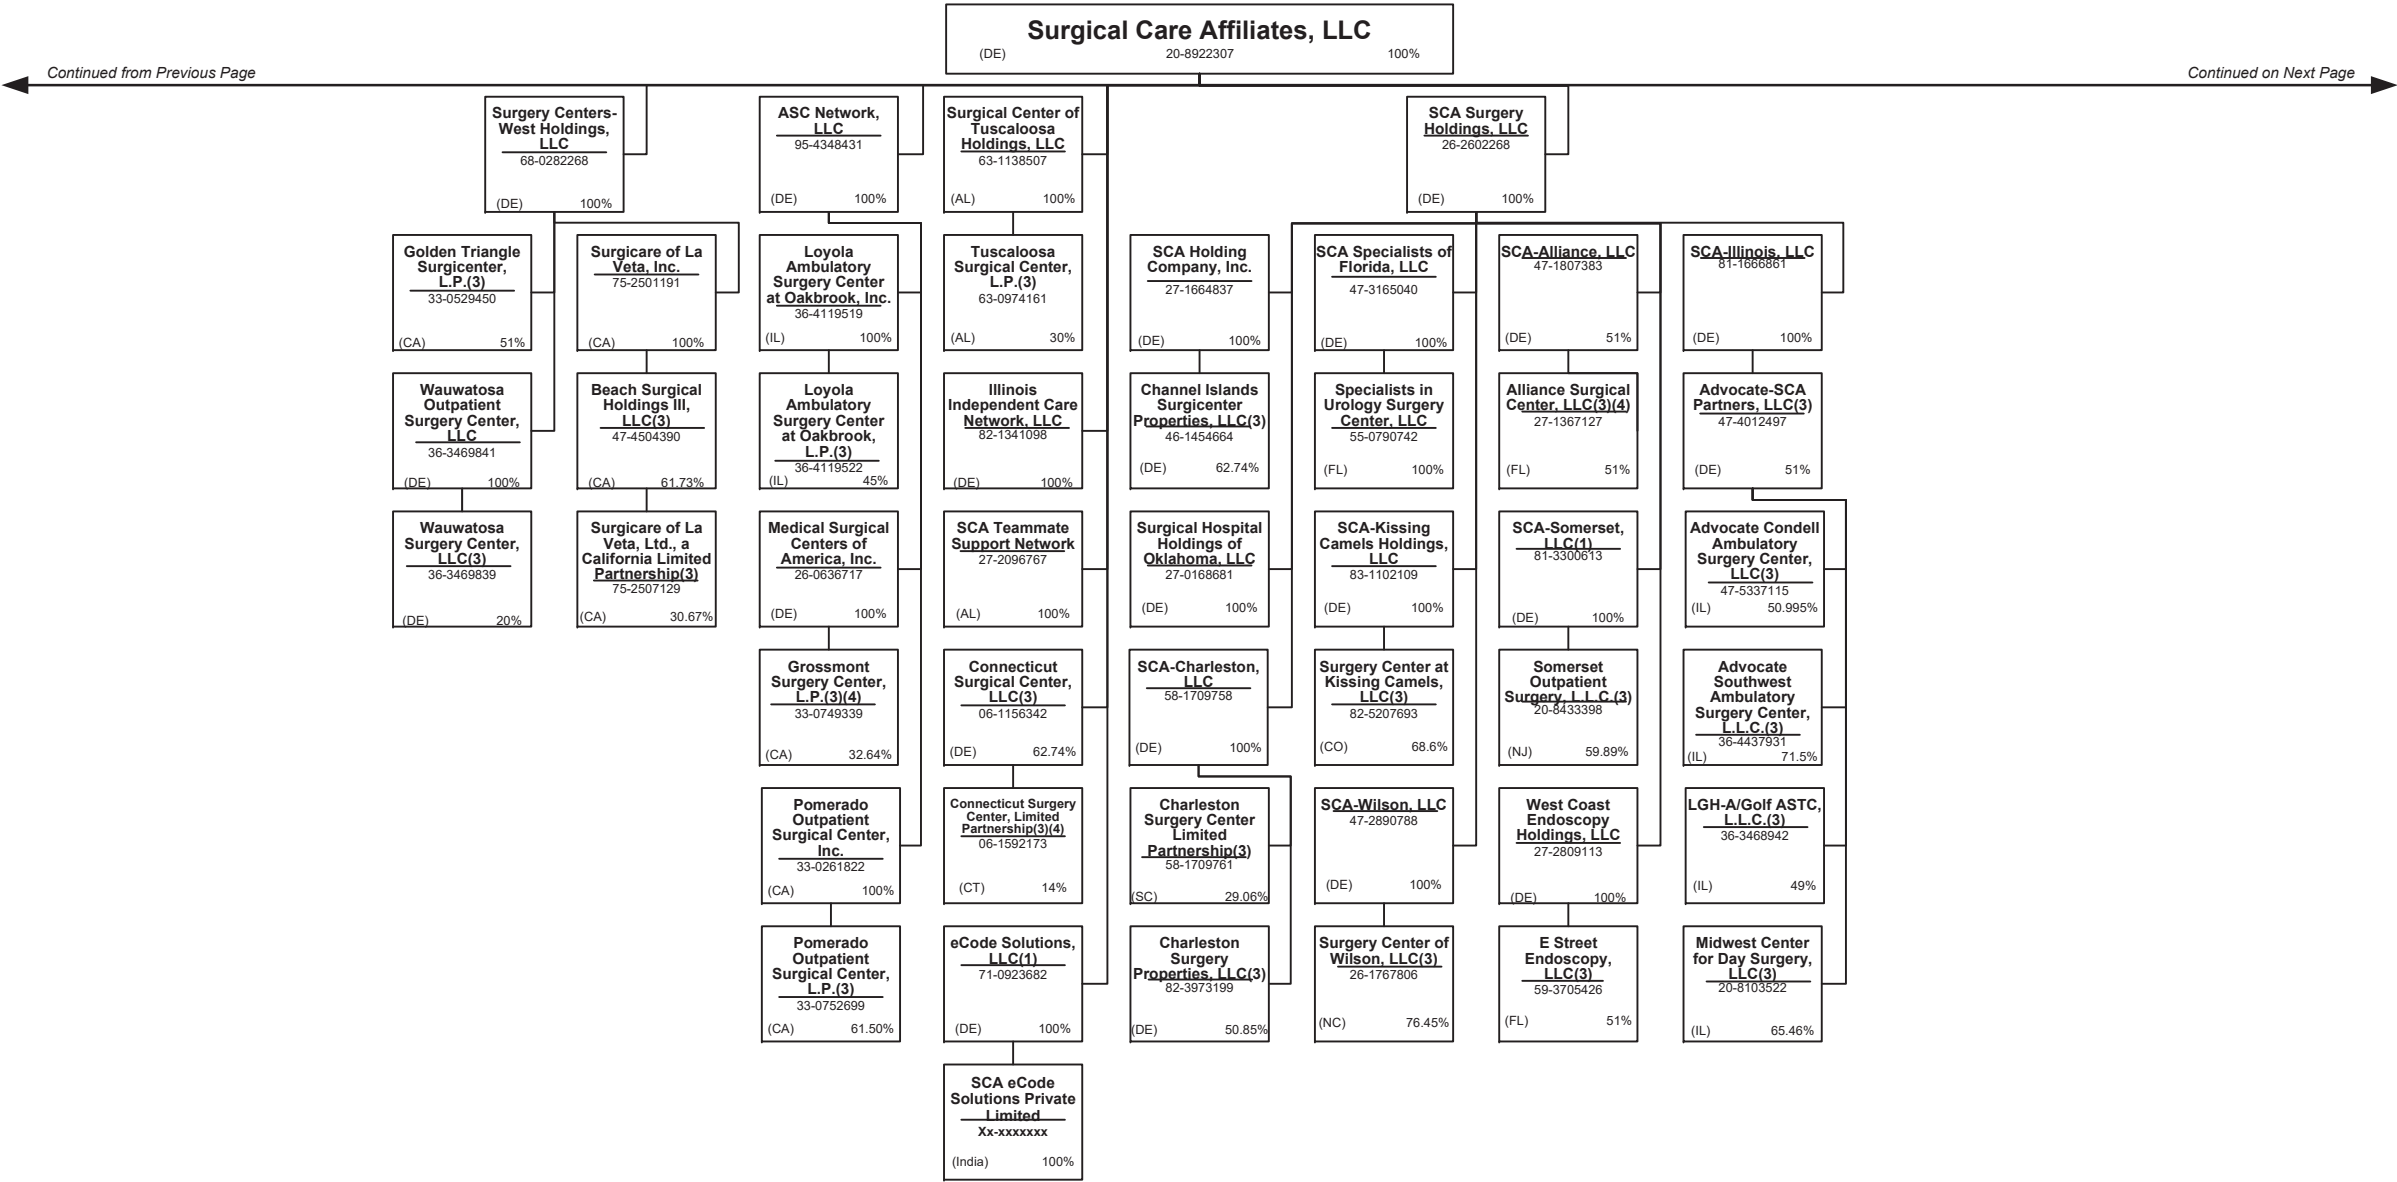 Surgical Care Affiliates, LLC
(DE) 20-8922307 100%
Continued from Previous Page
Continued on Next Page
Surgery Centers-
West Holdings,
LLC
68-0282268
(DE) 100%
ASC Network,
LLC
95-4348431
(DE) 100%
Surgical Center of
Tuscaloosa
Holdings, LLC
63-1138507
(AL) 100%
SCA Surgery
Holdings, LLC
26-2602268
(DE) 100%
Golden Triangle
Surgicenter,
L.P.(3)
33-0529450
(CA) 51%
Surgicare of La
Veta, Inc.
75-2501191
(CA) 100%
Loyola
Ambulatory
Surgery Center
at Oakbrook, Inc.
36-4119519
(IL) 100%
Tuscaloosa
Surgical Center,
L.P.(3)
63-0974161
(AL) 30%
SCA Holding
Company, Inc.
27-1664837
(DE) 100%
SCA Specialists of
Florida, LLC
47-3165040
(DE) 100%
SCA-Alliance, LLC
47-1807383
(DE) 51%
SCA-Illinois, LLC
81-1666861
(DE) 100%
Wauwatosa
Outpatient
Surgery Center,
LLC
36-3469841
(DE) 100%
Beach Surgical
Holdings III,
LLC(3)
47-4504390
(CA) 61.73%
Loyola
Ambulatory
Surgery Center
at Oakbrook,
L.P.(3)
36-4119522
(IL) 45%
Illinois
Independent Care
Network, LLC
82-1341098
(DE) 100%
Channel Islands
Surgicenter
Properties, LLC(3)
46-1454664
(DE) 62.74%
Specialists in
Urology Surgery
Center, LLC
55-0790742
(FL) 100%
Alliance Surgical
Center, LLC(3)(4)
27-1367127
(FL) 51%
Advocate-SCA
Partners, LLC(3)
47-4012497
(DE) 51%
Wauwatosa
Surgery Center,
LLC(3)
36-3469839
(DE) 20%
Surgicare of La
Veta, Ltd., a
California Limited
Partnership(3)
75-2507129
(CA) 30.67%
Medical Surgical
Centers of
America, Inc.
26-0636717
(DE) 100%
SCA Teammate
Support Network
27-2096767
(AL) 100%
Surgical Hospital
Holdings of
Oklahoma, LLC
27-0168681
(DE) 100%
SCA-Kissing
Camels Holdings,
LLC
83-1102109
(DE) 100%
SCA-Somerset,
LLC(1)
81-3300613
(DE) 100%
Advocate Condell
Ambulatory
Surgery Center,
LLC(3)
47-5337115
(IL) 50.995%
Grossmont
Surgery Center,
L.P.(3)(4)
33-0749339
(CA) 32.64%
Connecticut
Surgical Center,
LLC(3)
06-1156342
(DE) 62.74%
SCA-Charleston,
LLC
58-1709758
(DE) 100%
Surgery Center at
Kissing Camels,
LLC(3)
82-5207693
(CO) 68.6%
Somerset
Outpatient
Surgery, L.L.C.(3)
20-8433398
(NJ) 59.89%
Advocate
Southwest
Ambulatory
Surgery Center,
L.L.C.(3)
36-4437931
(IL) 71.5%
Pomerado
Outpatient
Surgical Center,
Inc.
33-0261822
(CA) 100%
Connecticut Surgery
Center, Limited
Partnership(3)(4)
06-1592173
(CT) 14%
Charleston
Surgery Center
Limited
Partnership(3)
58-1709761
(SC) 29.06%
SCA-Wilson, LLC
47-2890788
(DE) 100%
West Coast
Endoscopy
Holdings, LLC
27-2809113
(DE) 100%
LGH-A/Golf ASTC,
L.L.C.(3)
36-3468942
(IL) 49%
Pomerado
Outpatient
Surgical Center,
L.P.(3)
33-0752699
(CA) 61.50%
eCode Solutions,
LLC(1)
71-0923682
(DE) 100%
Charleston
Surgery
Properties, LLC(3)
82-3973199
(DE) 50.85%
Surgery Center of
Wilson, LLC(3)
26-1767806
(NC) 76.45%
E Street
Endoscopy,
LLC(3)
59-3705426
(FL) 51%
Midwest Center
for Day Surgery,
LLC(3)
20-8103522
(IL) 65.46%
SCA eCode
Solutions Private
Limited
Xx-xxxxxxx
(India) 100%